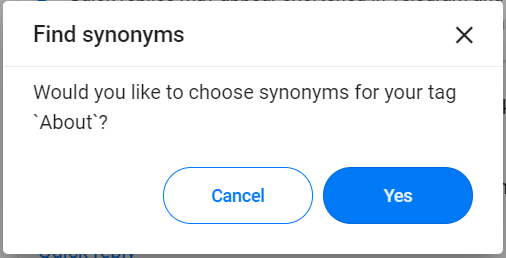 Find synonyms
Would you like to choose synonyms for your tag
`About`?
Cancel
Yes